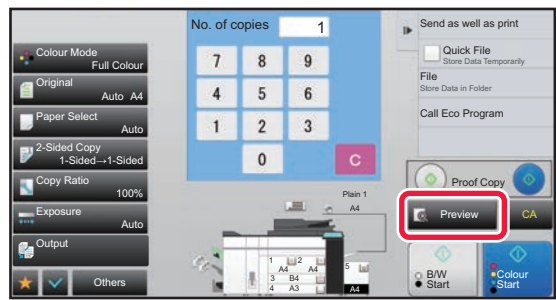 No. of copies 1
Colour Mode
Full Colour
Original
Auto A4
Paper Select
Auto
2-Sided Copy
1-Sided→1-Sided
Copy Ratio
100%
Exposure
Auto
Output
Others
7 8 9
4 5 6
1 2 3
0 C
Plain 1
A4
1 2 5
A4 A4
3 B4
4 A3 A4
Send as well as print
Quick File
Store Data Temporarily
File
Store Data in Folder
Call Eco Program
Proof Copy
Preview CA
B/W
Start
Colour
Start